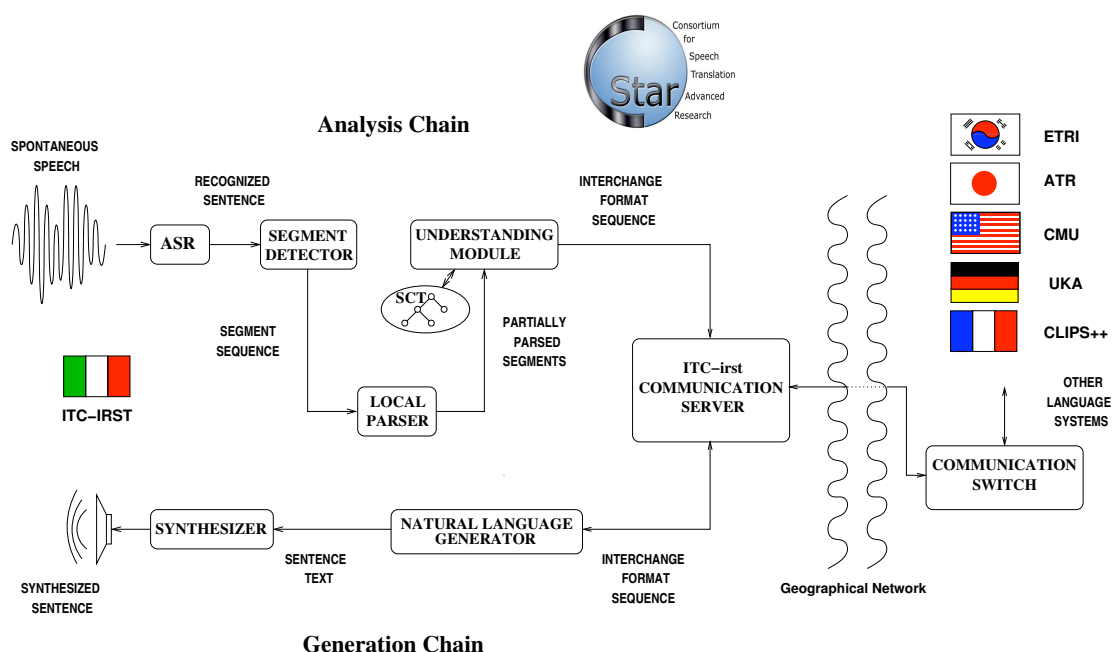 Consortium
for
Speech
Translation
Advanced
Research
C Star
Analysis Chain
SPONTANEOUS
SPEECH
RECOGNIZED
SENTENCE
INTERCHANGE
FORMAT
SEQUENCE
ETRI
ATR
CMU
UKA
CLIPS++
ASR
SEGMENT
DETECTOR
UNDERSTANDING
MODULE
SCT
SEGMENT
SEQUENCE
PARTIALLY
PARSED
SEGMENTS
ITC-IRST
LOCAL
PARSER
ITC-irst
COMMUNICATION
SERVER
OTHER
LANGUAGE
SYSTEMS
COMMUNICATION
SWITCH
SYNTHESIZER
NATURAL LANGUAGE
GENERATOR
SENTENCE
TEXT
INTERCHANGE
FORMAT
SEQUENCE
SYNTHESIZED
SENTENCE
Geographical Network
Generation Chain